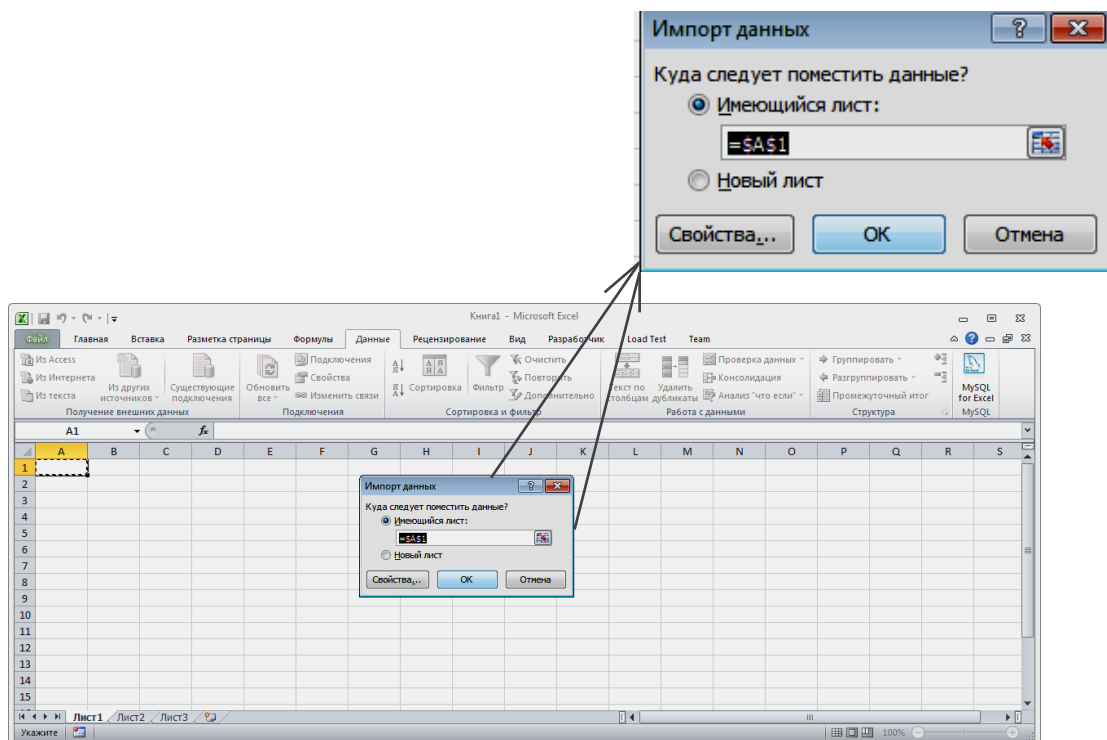 Импорт данных
Куда следует поместить данные?
Имеющийся лист:
=$A$1
Новый лист
Свойства... OK Отмена
Книга1 - Microsoft Excel
Файл Главная Вставка Разметка страницы Формулы Данные Рецензирование Вид Разработчик Load Test Team
Из Access
Из Интернета
Из текста
Из других источников
Существующие подключения
Получение внешних данных
Обновить все
Подключения
Свойства
Изменить связи
Подключения
Сортировка
Фильтр
Очистить
Повторить
Дополнительно
Сортировка и фильтр
Текст по столбцам
Удалить дубликаты
Проверка данных
Консолидация
Анализ "что если"
Работа с данными
Группировать
Разгруппировать
Промежуточный итог
Структура
MySQL
for Excel
MySQL
A1 fx
A B C D E F G H I J K L M N O P Q R S
1
2
3
4
5
6
7
8
9
10
11
12
13
14
15
Импорт данных
Куда следует поместить данные?
Имеющийся лист:
=$A$1
Новый лист
Свойства... OK Отмена
Лист1 Лист2 Лист3
Укажите 100%